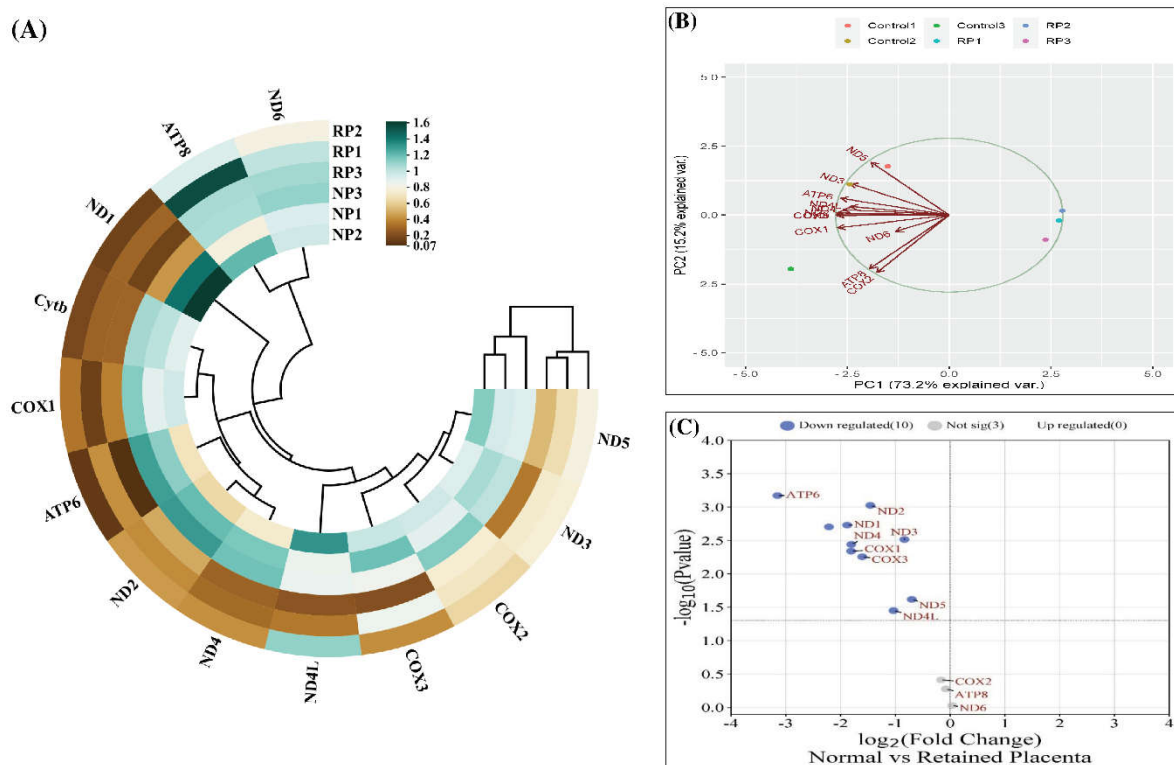 (A)
ND6
ATP8
ND1
Cytb
COX1
ATP6
ND2
ND4
ND4L
COX3
COX2
ND3
ND5
RP2
RP1
RP3
NP3
NP1
NP2
1.6
1.4
1.2
1
0.8
0.6
0.4
0.2
0.07
(B)
Control1
Control3
RP2
Control2
RP1
RP3
PC2 (15.2% explained var.)
5.0
2.5
0.0
-2.5
-5.0
ND5
ND3
ATP6
ND4L
COX1
ND6
ATP8
COX2
-5.0
-2.5
0.0
2.5
5.0
PC1 (73.2% explained var.)
(C)
Down regulated(10)
Not sig(3)
Up regulated(0)
-log10(Pvalue)
4.0
3.5
3.0
2.5
2.0
1.5
1.0
0.5
0.0
ATP6
ND2
ND1
ND4
ND3
COX1
COX3
ND5
ND4L
COX2
ATP8
ND6
-4
-3
-2
-1
0
1
2
3
4
log2(Fold Change)
Normal vs Retained Placenta